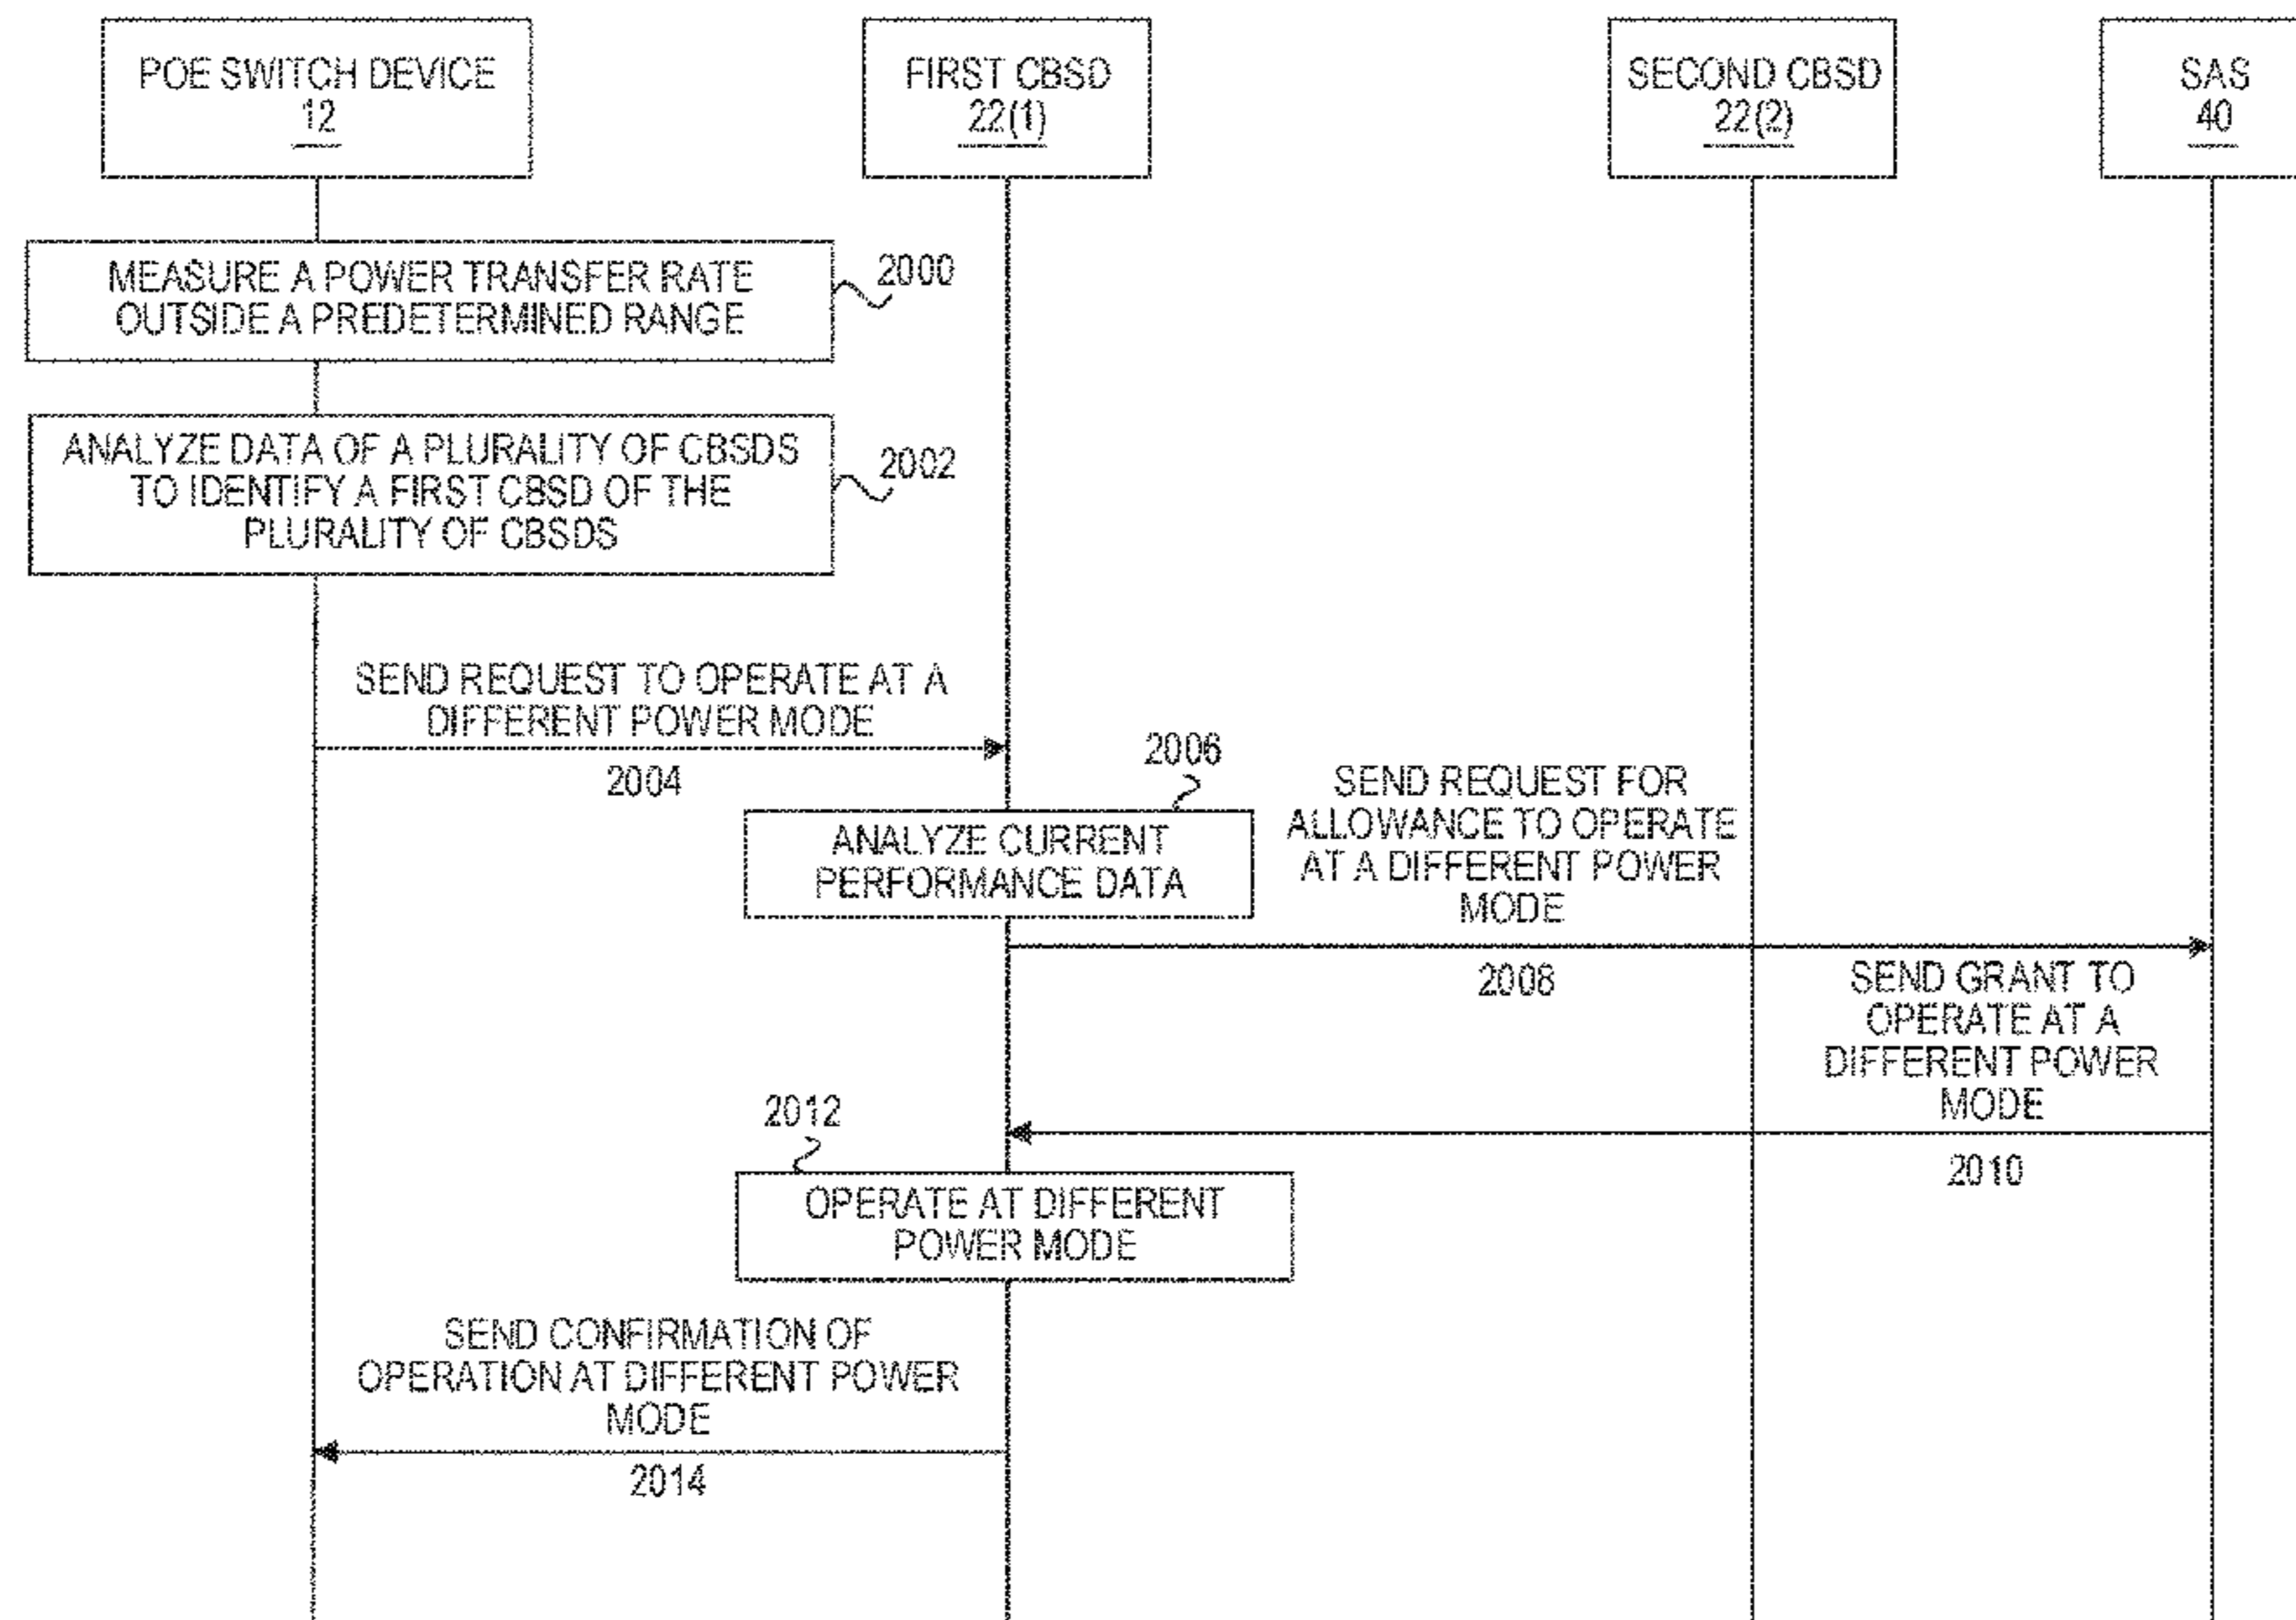 POE SWITCH DEVICE
12
FIRST CBSD
22(1)
SECOND CBSD
22(2)
SAS
40
MEASURE A POWER TRANSFER RATE
OUTSIDE A PREDETERMINED RANGE
2000
ANALYZE DATA OF A PLURALITY OF CBSDS
TO IDENTIFY A FIRST CBSD OF THE
PLURALITY OF CBSDS
2002
SEND REQUEST TO OPERATE AT A
DIFFERENT POWER MODE
2004
2006
ANALYZE CURRENT
PERFORMANCE DATA
SEND REQUEST FOR
ALLOWANCE TO OPERATE
AT A DIFFERENT POWER
MODE
2008
SEND GRANT TO
OPERATE AT A
DIFFERENT POWER
MODE
2010
2012
OPERATE AT DIFFERENT
POWER MODE
SEND CONFIRMATION OF
OPERATION AT DIFFERENT POWER
MODE
2014